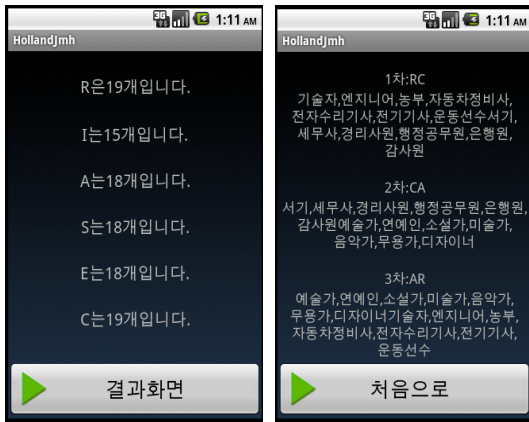 3G 1:11 AM
HollandJmh
R은19개입니다.
I는15개입니다.
A는18개입니다.
S는18개입니다.
E는18개입니다.
C는19개입니다.
결과화면
3G 1:11 AM
HollandJmh
1차:RC
기술자,엔지니어,농부,자동차정비사,
전자수리기사,전기기사,운동선수서기,
세무사,경리사원,행정공무원,은행원,
감사원
2차:CA
서기,세무사,경리사원,행정공무원,은행원,
감사원예술가,연예인,소설가,미술가,
음악가,무용가,디자이너
3차:AR
예술가,연예인,소설가,미술가,음악가,
무용가,디자이너기술자,엔지니어,농부,
자동차정비사,전자수리기사,전기기사,
운동선수
처음으로